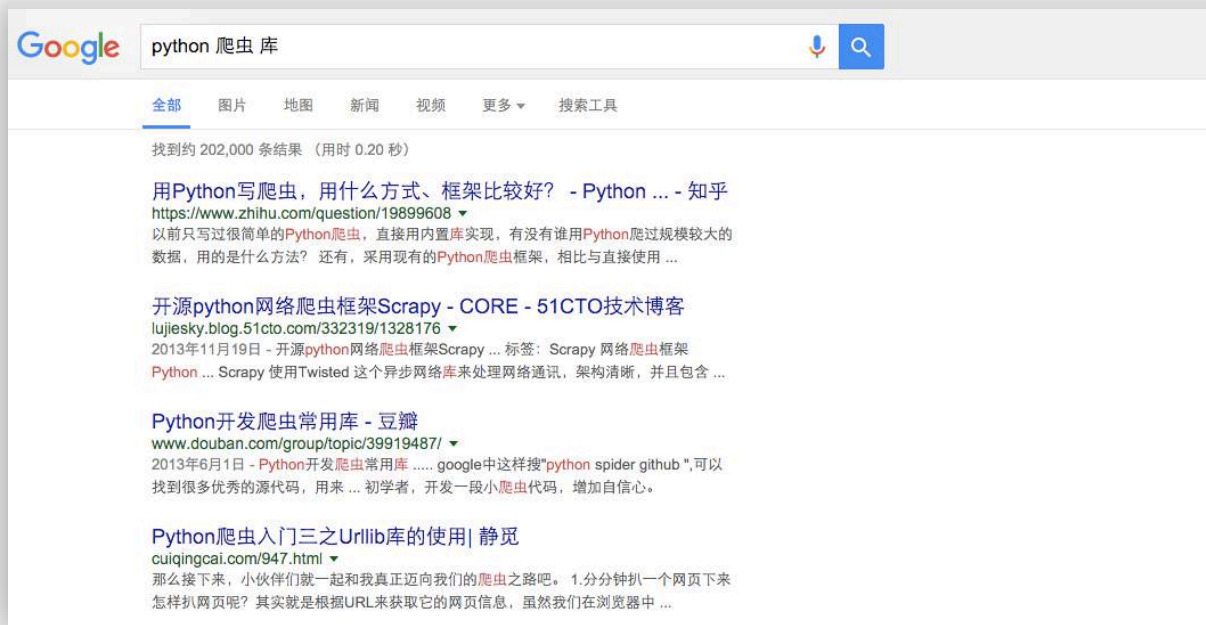 Google
python 爬虫 库
全部 图片 地图 新闻 视频 更多 搜索工具
找到约 202,000 条结果 （用时 0.20 秒）
用Python写爬虫，用什么方式、框架比较好？ - Python ... - 知乎
https://www.zhihu.com/question/19899608
以前只写过很简单的Python爬虫，直接用内置库实现，有没有谁用Python爬过规模较大的
数据，用的是什么方法？ 还有，采用现有的Python爬虫框架，相比与直接使用 ...
开源python网络爬虫框架Scrapy - CORE - 51CTO技术博客
lujiesky.blog.51cto.com/332319/1328176
2013年11月19日 - 开源python网络爬虫框架Scrapy ... 标签：Scrapy 网络爬虫框架
Python ... Scrapy 使用Twisted 这个异步网络库来处理网络通讯，架构清晰，并且包含 ...
Python开发爬虫常用库 - 豆瓣
www.douban.com/group/topic/39919487/
2013年6月1日 - Python开发爬虫常用库 ..... google中这样搜"python spider github ",可以
找到很多优秀的源代码，用来 ... 初学者，开发一段小爬虫代码，增加自信心。
Python爬虫入门三之Urllib库的使用| 静觅
cuiqingcai.com/947.html
那么接下来，小伙伴们就一起和我真正迈向我们的爬虫之路吧。 1.分分钟扒一个网页下来
怎样扒网页呢？其实就是根据URL来获取它的网页信息，虽然我们在浏览器中 ...